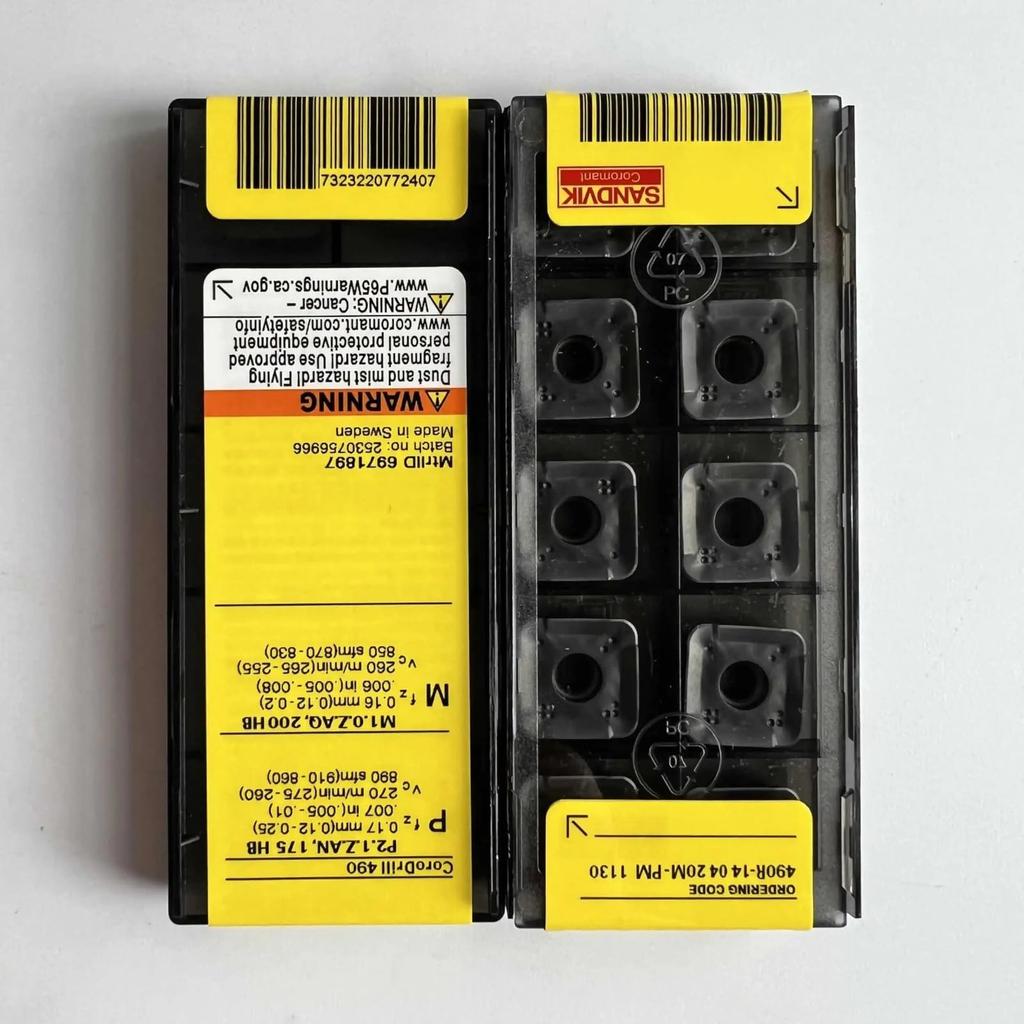 CoroDrill 490
P2.1.Z.AN, 175 HB
P fz 0.17 mm(0.12-0.25)
.007 in(.005-.01)
vc 270 m/min(275-260)
890 sfm(910-860)
M1.0.Z.AQ, 200 HB
M fz 0.16 mm(0.12-0.2)
.006 in(.005-.008)
vc 260 m/min(265-255)
850 sfm(870-830)
MtrlID 6971897
Batch no: 2530756966
Made in Sweden
WARNING
Dust and mist hazard! Flying
fragment hazard! Use approved
personal protective equipment
www.coromant.com/safetyinfo
WARNING: Cancer –
www.P65Warnings.ca.gov
7323220772407
ORDERING CODE
490R-14 04 20M-PM 1130
07
PC
07
PC
SANDVIK
Coromant